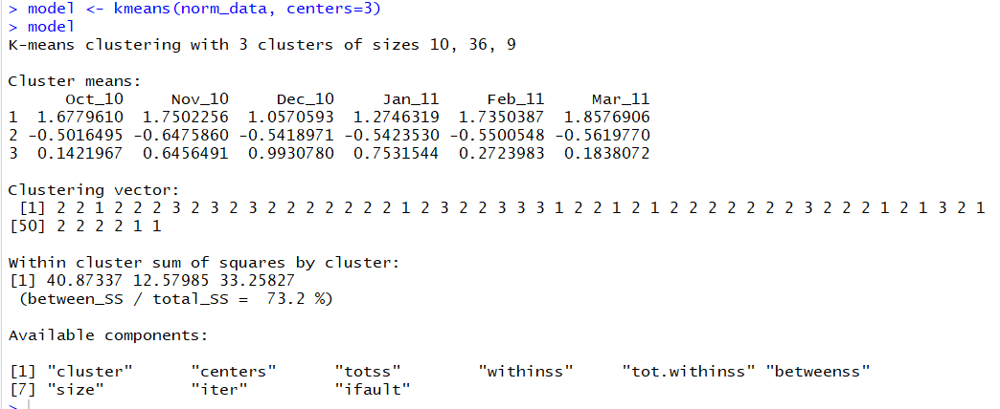 > model <- kmeans(norm_data, centers=3)
> model
K-means clustering with 3 clusters of sizes 10, 36, 9
Cluster means:
Oct_10 Nov_10 Dec_10 Jan_11 Feb_11 Mar_11
1 1.6779610 1.7502256 1.0570593 1.2746319 1.7350387 1.8576906
2 -0.5016495 -0.6475860 -0.5418971 -0.5423530 -0.5500548 -0.5619770
3 0.1421967 0.6456491 0.9930780 0.7531544 0.2723983 0.1838072
Clustering vector:
[1] 2 2 1 2 2 2 3 2 3 2 3 2 2 2 2 2 2 2 1 2 3 2 2 3 3 3 1 2 2 1 2 1 2 2 2 2 2 2 2 3 2 2 2 1 2 1 3 2 1
[50] 2 2 2 2 1 1
Within cluster sum of squares by cluster:
[1] 40.87337 12.57985 33.25827
(between_SS / total_SS = 73.2 %)
Available components:
[1] "cluster" "centers" "totss" "withinss" "tot.withinss" "betweenss"
[7] "size" "iter" "ifault"
>